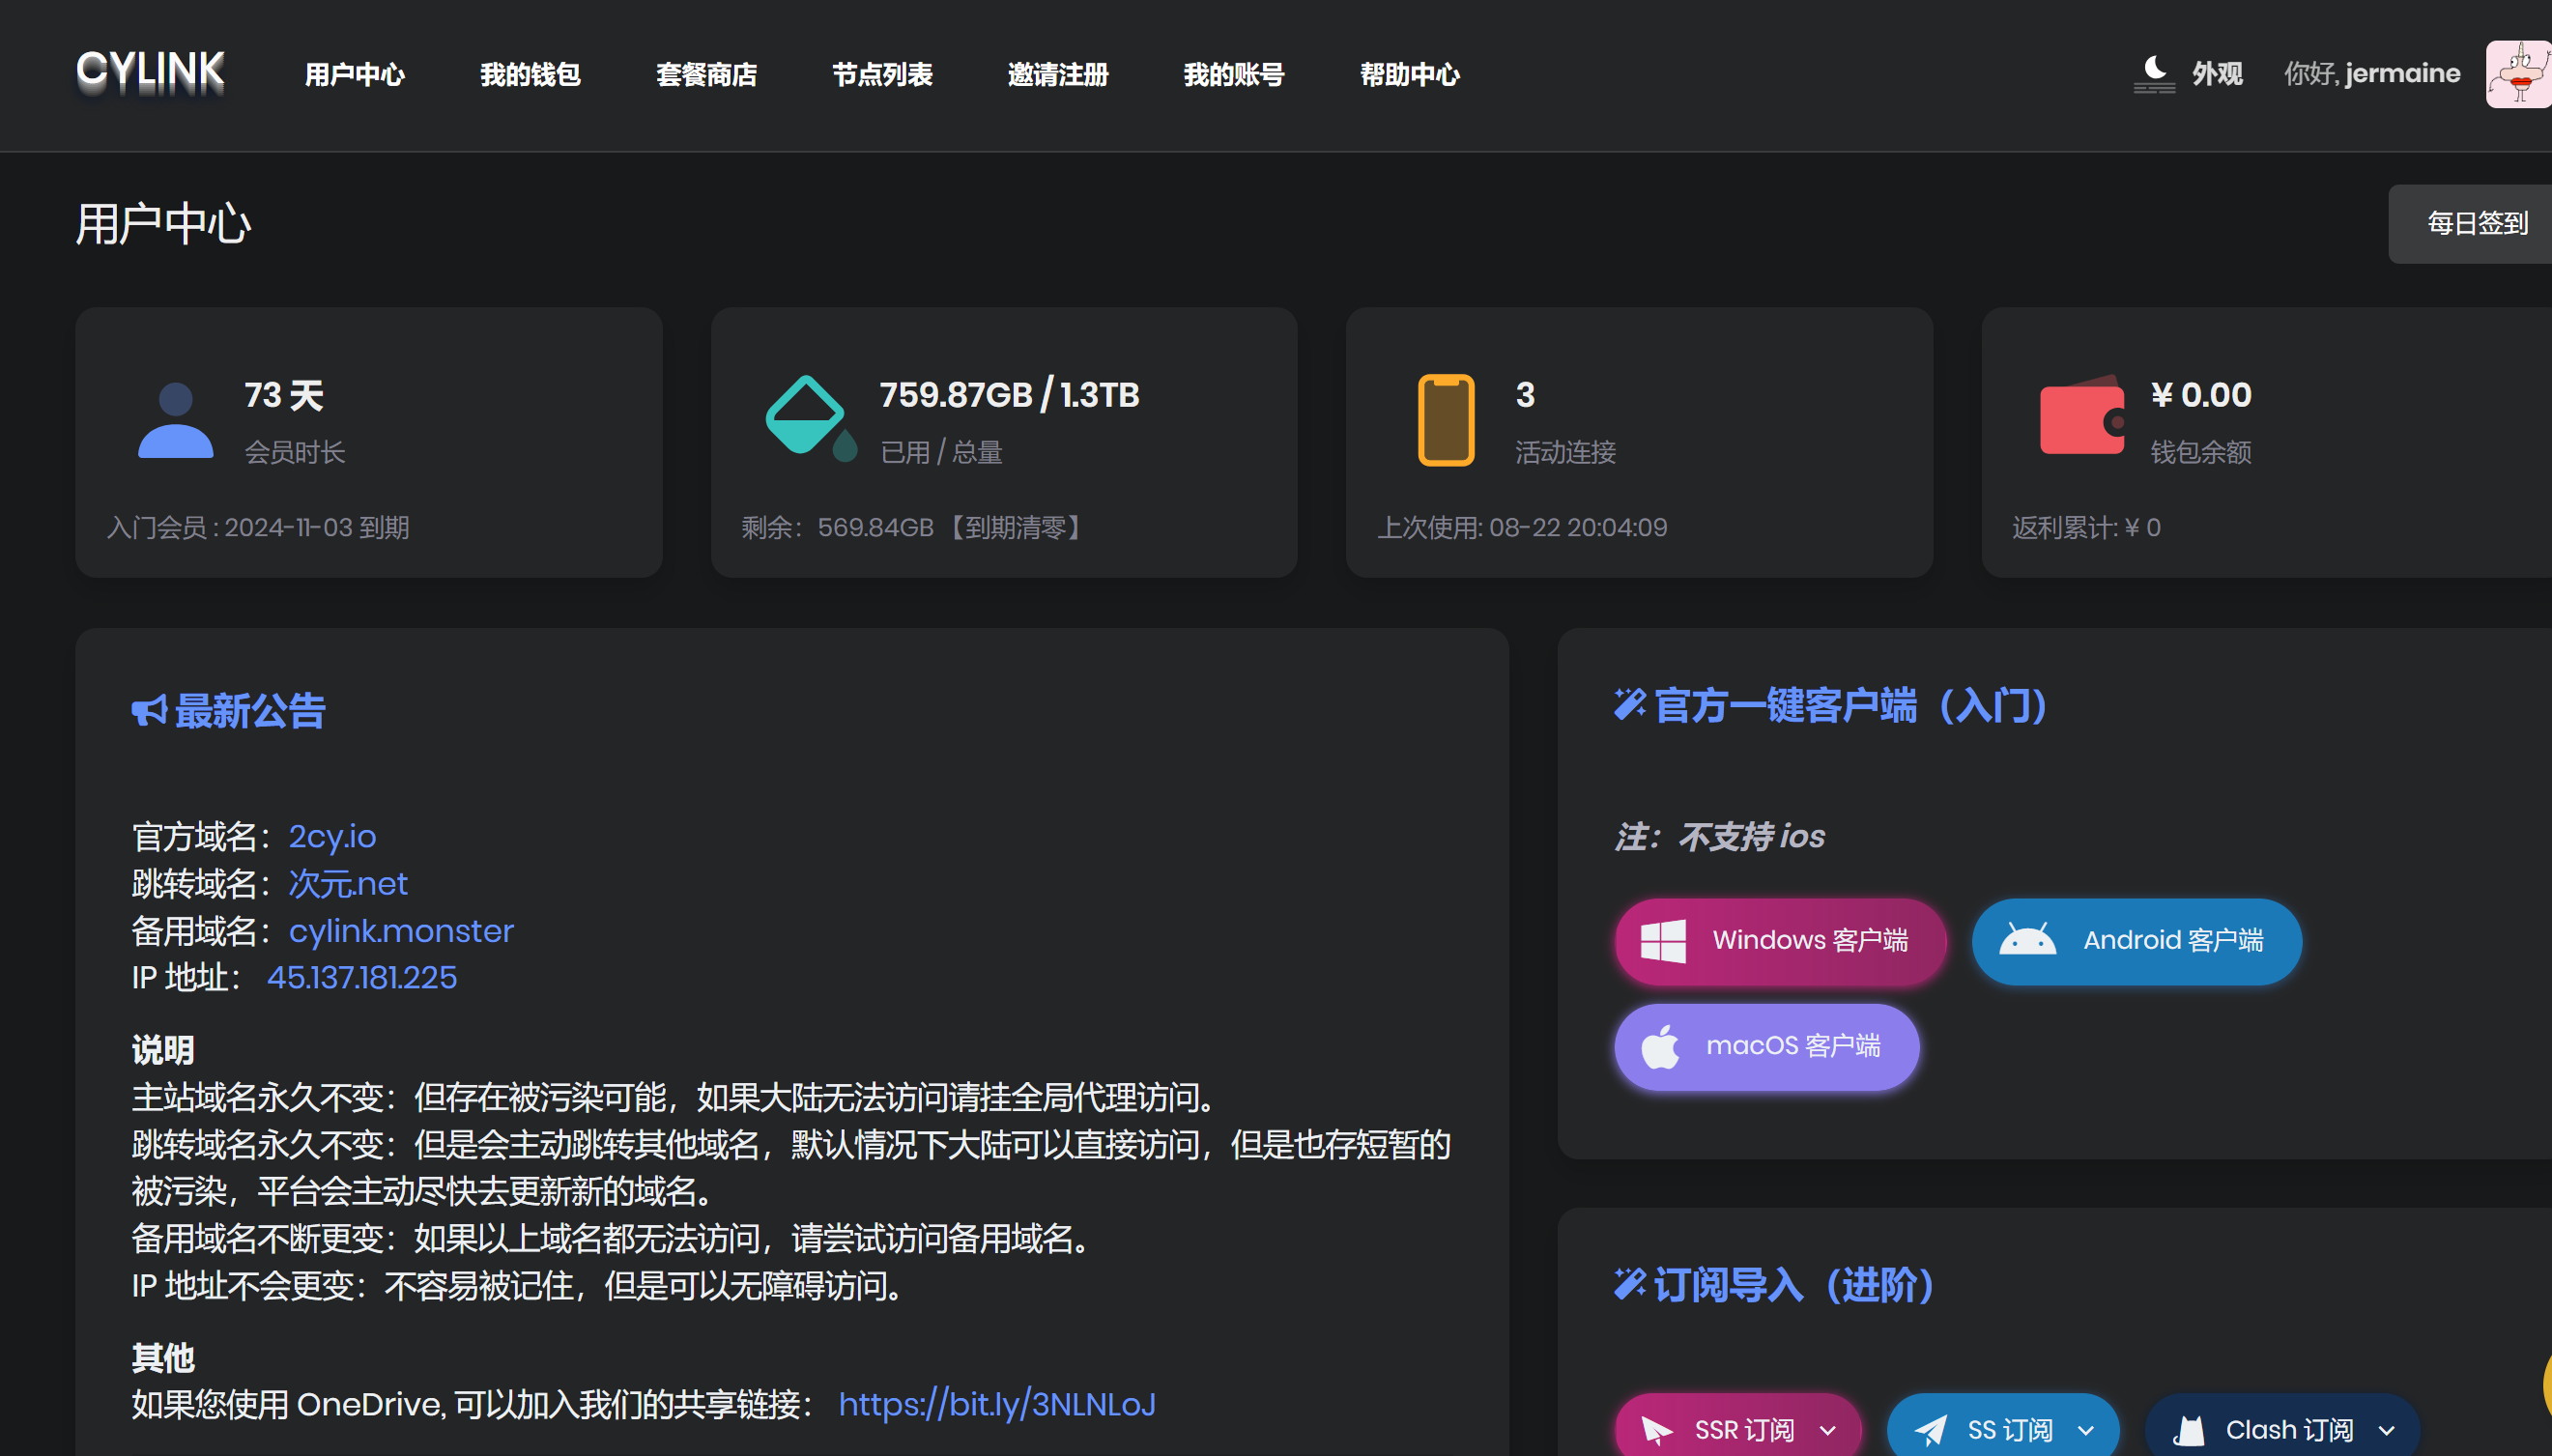 CYLINK
用户中心
我的钱包
套餐商店
节点列表
邀请注册
我的账号
帮助中心
外观
你好, jermaine
用户中心
每日签到
73 天
会员时长
入门会员 : 2024-11-03 到期
759.87GB / 1.3TB
已用 / 总量
剩余：569.84GB 【到期清零】
3
活动连接
上次使用: 08-22 20:04:09
¥ 0.00
钱包余额
返利累计: ¥ 0
最新公告
官方域名：2cy.io
跳转域名：次元.net
备用域名：cylink.monster
IP 地址： 45.137.181.225
说明
主站域名永久不变：但存在被污染可能，如果大陆无法访问请挂全局代理访问。
跳转域名永久不变：但是会主动跳转其他域名，默认情况下大陆可以直接访问，但是也存短暂的
被污染，平台会主动尽快去更新新的域名。
备用域名不断更变：如果以上域名都无法访问，请尝试访问备用域名。
IP 地址不会更变：不容易被记住，但是可以无障碍访问。
其他
如果您使用 OneDrive, 可以加入我们的共享链接： https://bit.ly/3NLNLoJ
官方一键客户端（入门）
注：不支持 ios
Windows 客户端
Android 客户端
macOS 客户端
订阅导入（进阶）
SSR 订阅
SS 订阅
Clash 订阅